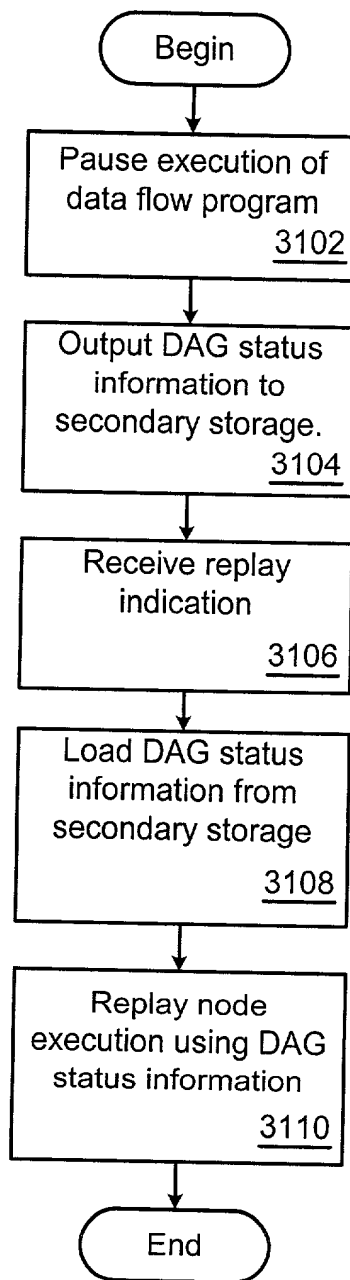 Begin
Pause execution of
data flow program
3102
Output DAG status
information to
secondary storage.
3104
Receive replay
indication
3106
Load DAG status
information from
secondary storage
3108
Replay node
execution using DAG
status information
3110
End